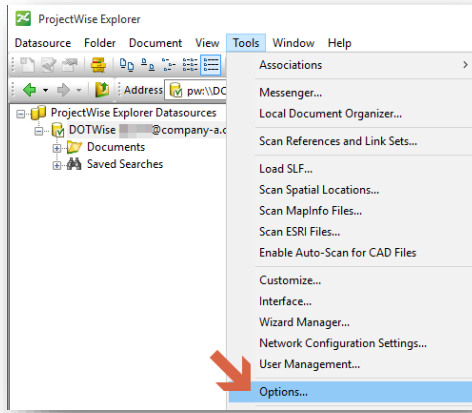 ProjectWise Explorer
Datasource Folder Document View Tools Window Help
Address pw:\\DC
ProjectWise Explorer Datasources
DOTWise @company-a.c
Documents
Saved Searches
Associations
Messenger...
Local Document Organizer...
Scan References and Link Sets...
Load SLF...
Scan Spatial Locations...
Scan MapInfo Files...
Scan ESRI Files...
Enable Auto-Scan for CAD Files
Customize...
Interface...
Wizard Manager...
Network Configuration Settings...
User Management...
Options...